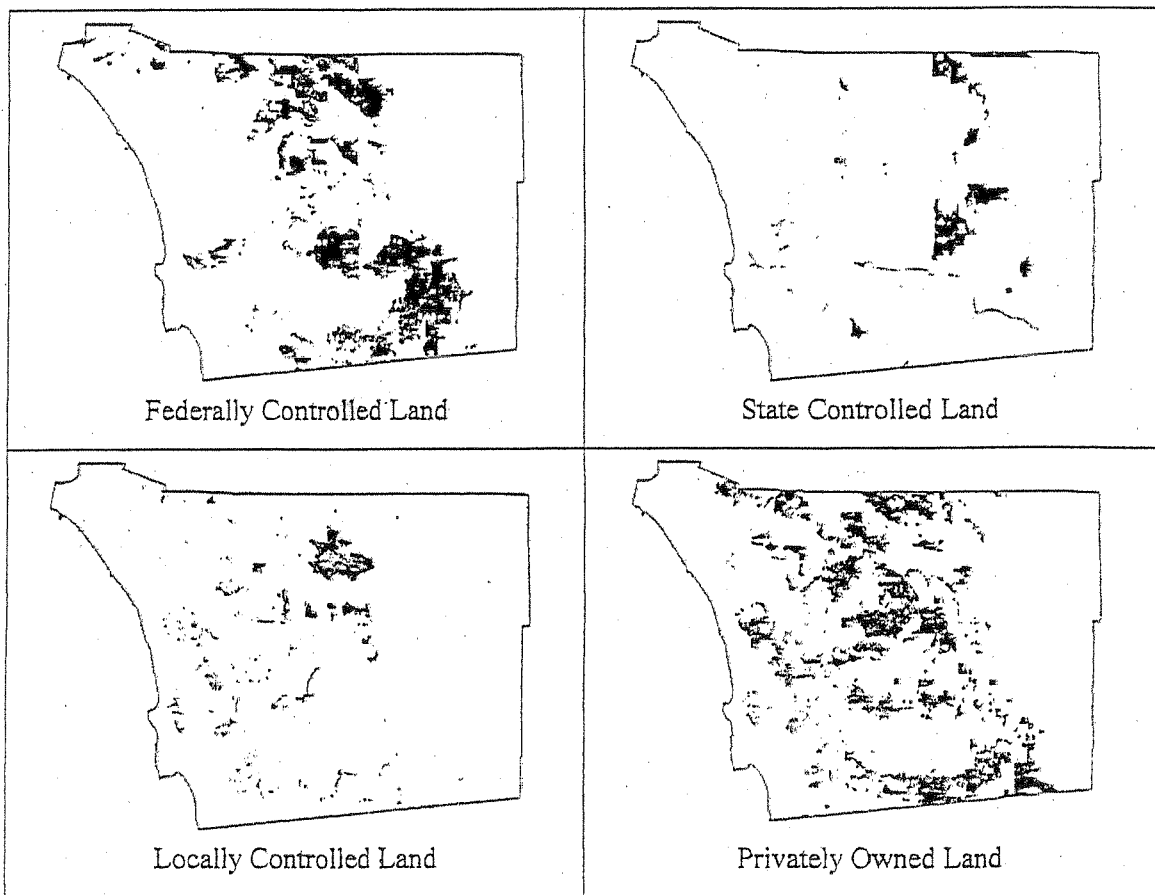 Federally Controlled Land
State Controlled Land
Locally Controlled Land
Privately Owned Land